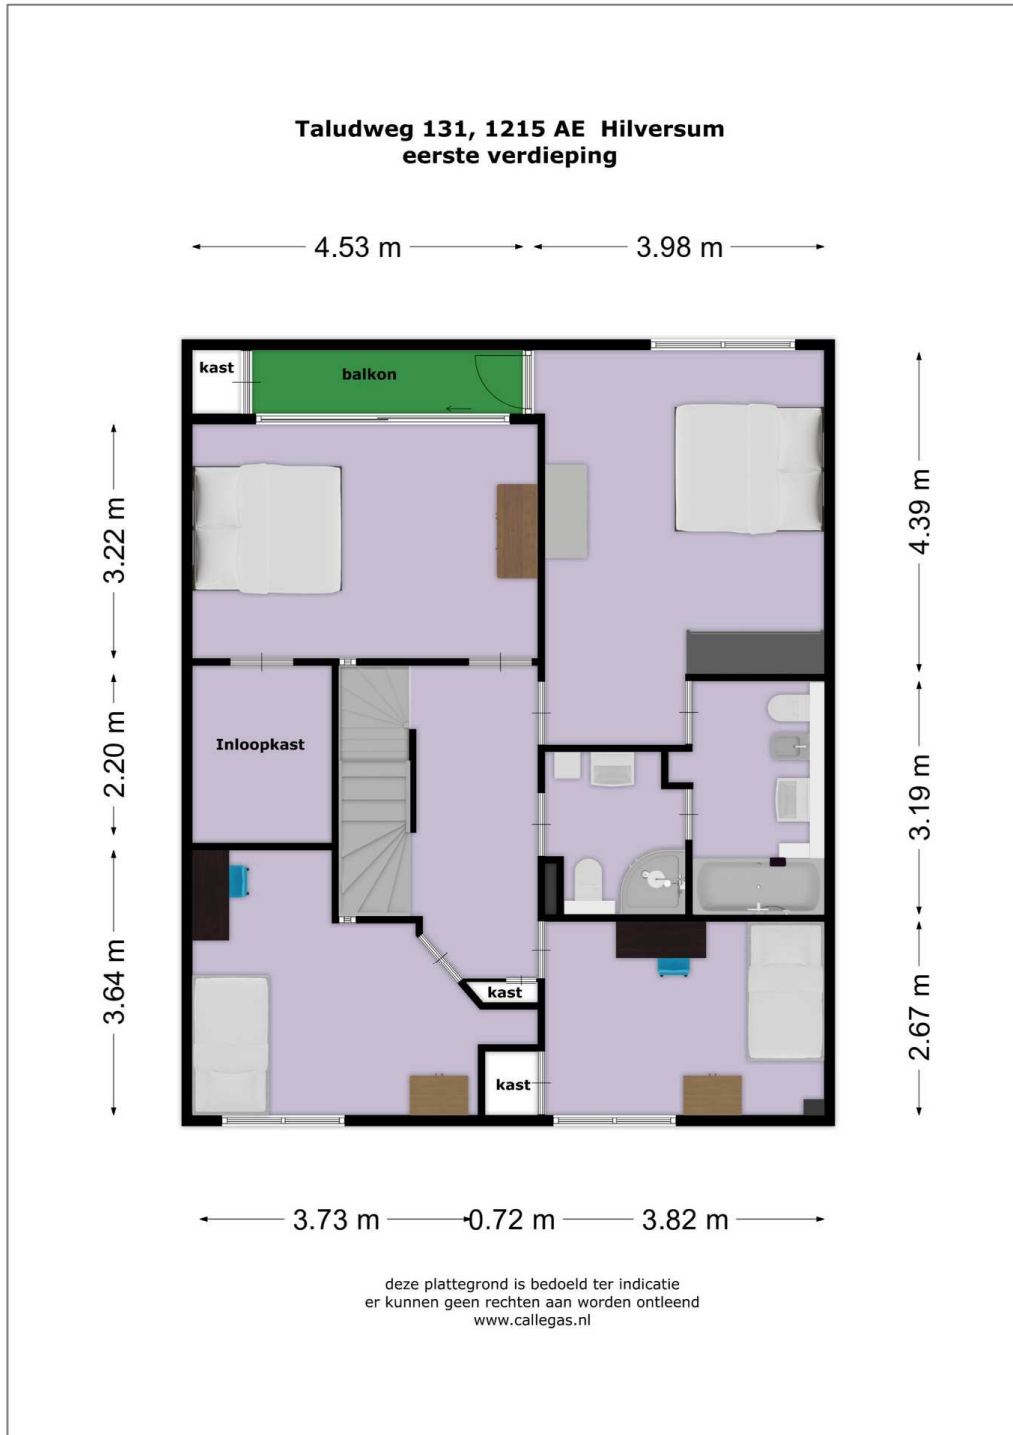 Taludweg 131, 1215 AE Hilversum
eerste verdieping
4.53 m
3.98 m
kast
balkon
3.22 m
4.39 m
Inloopkast
2.20 m
3.19 m
3.64 m
kast
2.67 m
kast
3.73 m
0.72 m
3.82 m
deze plattegrond is bedoeld ter indicatie
er kunnen geen rechten aan worden ontleend
www.callegas.nl